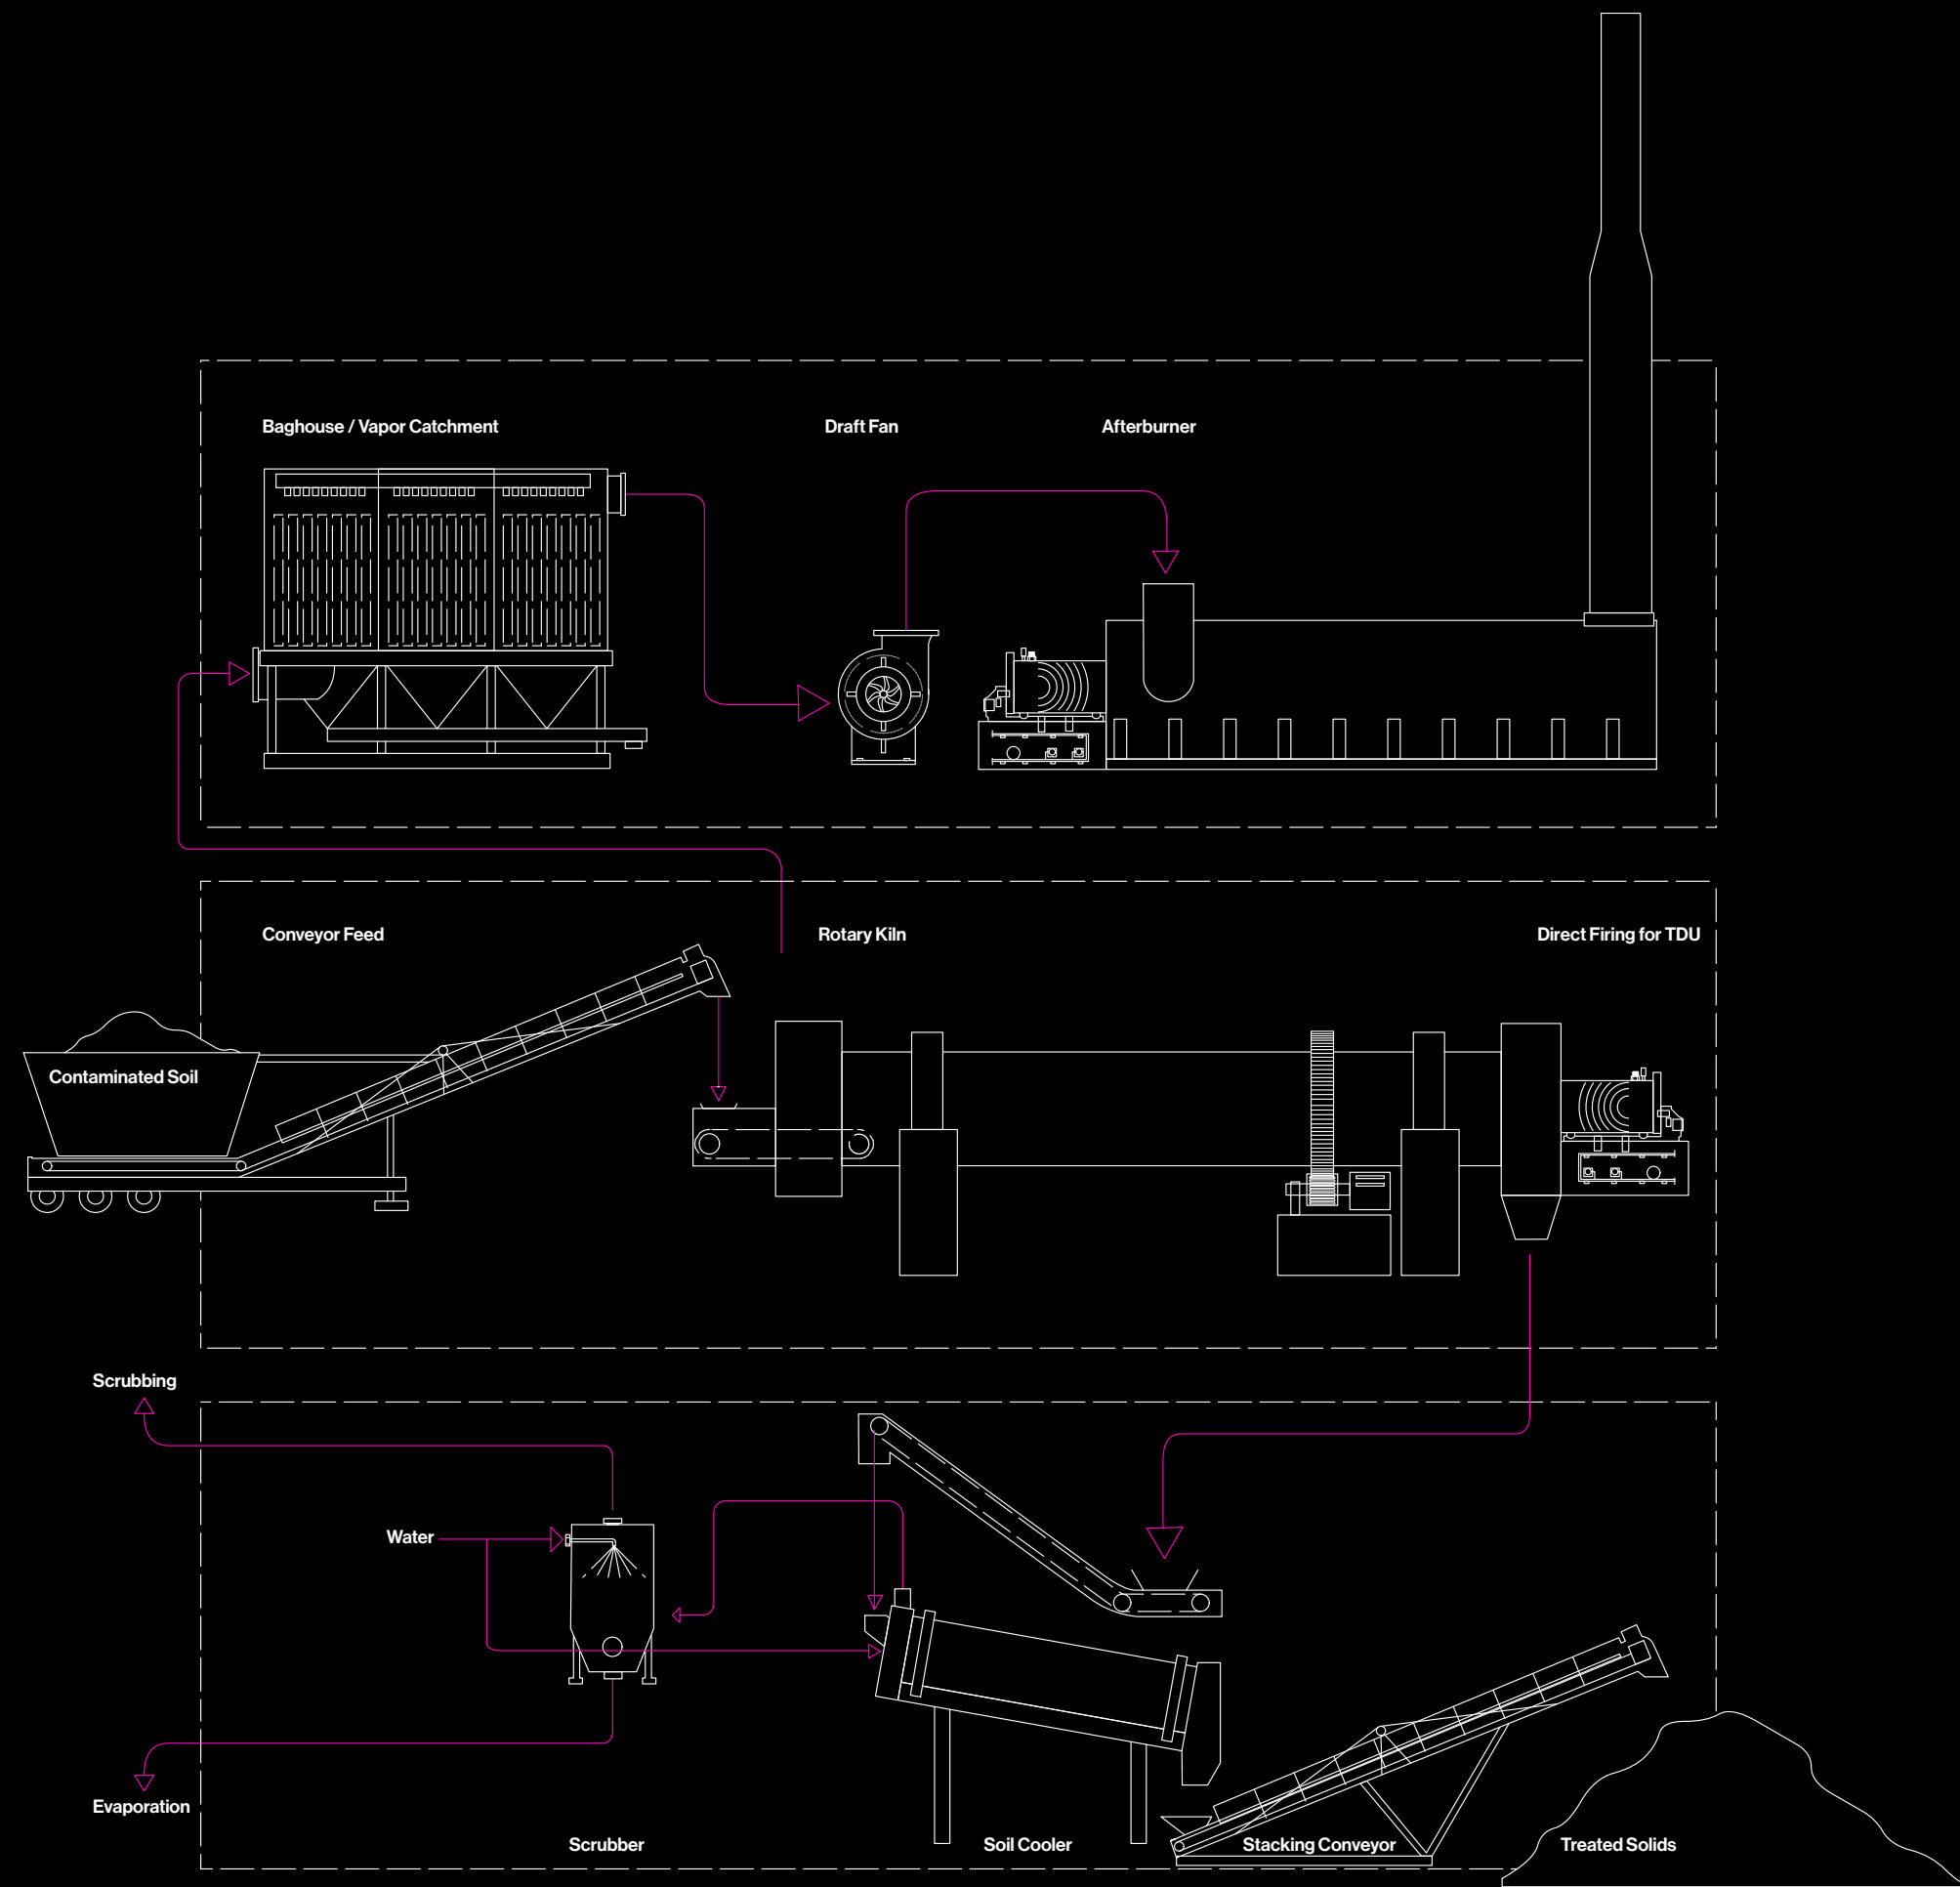 Baghouse / Vapor Catchment
Draft Fan
Afterburner
Conveyor Feed
Rotary Kiln
Direct Firing for TDU
Contaminated Soil
Scrubbing
Water
Evaporation
Scrubber
Soil Cooler
Stacking Conveyor
Treated Solids